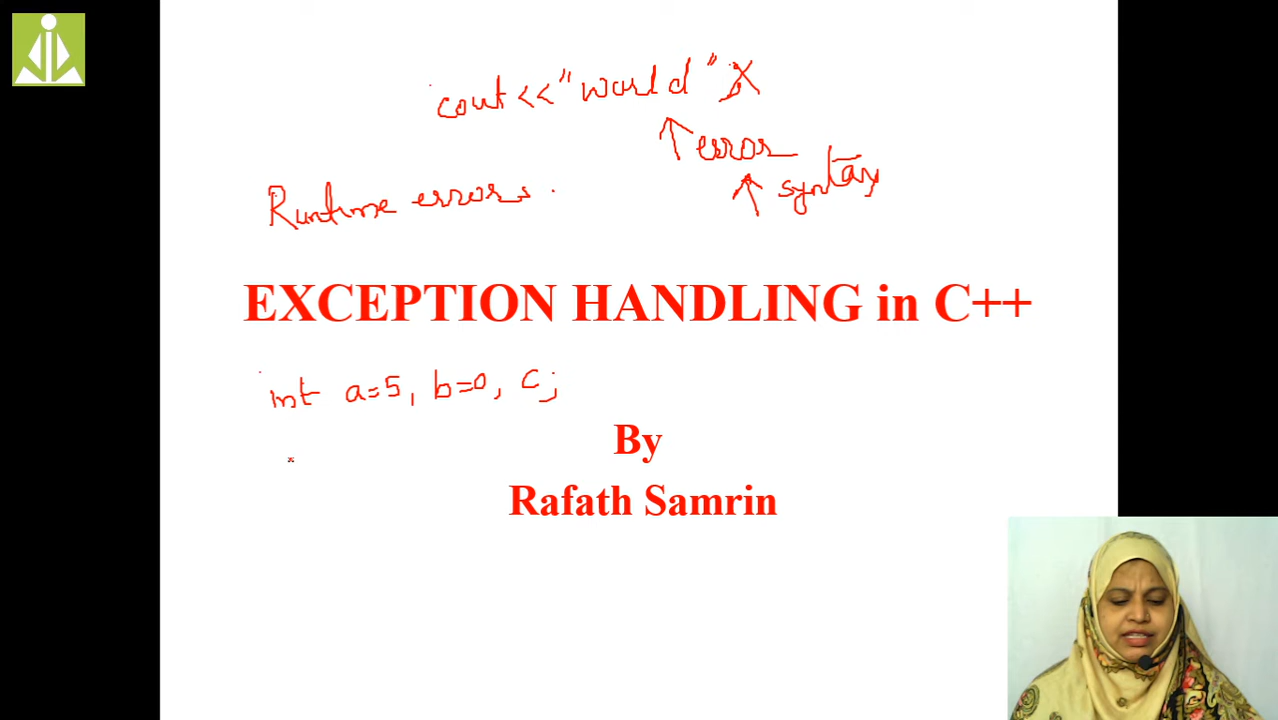 cout << "world" ;
error
syntax
Runtime errors.
EXCEPTION HANDLING in C++
int a=5, b=0, c;
By
Rafath Samrin